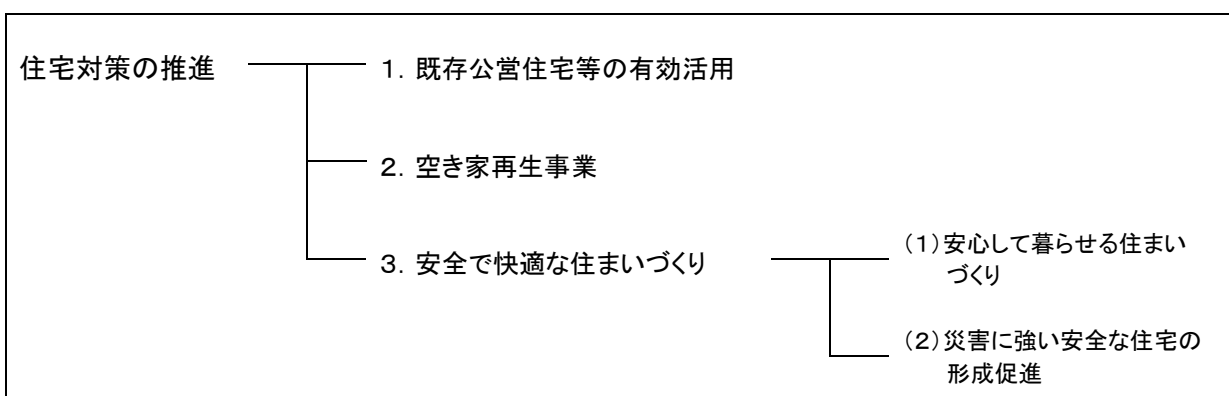 住宅対策の推進
１．既存公営住宅等の有効活用
２．空き家再生事業
３．安全で快適な住まいづくり
（１）安心して暮らせる住まい
づくり
（２）災害に強い安全な住宅の
形成促進